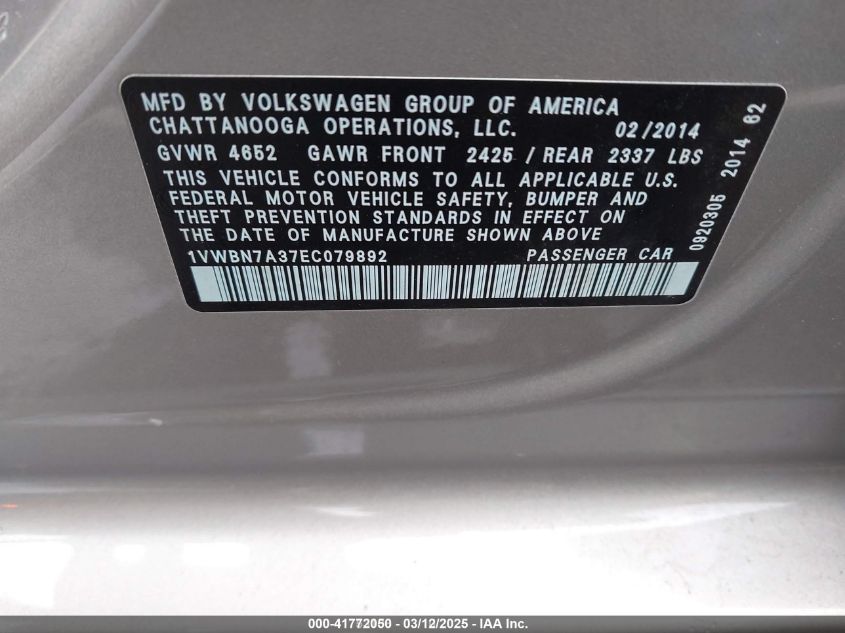 MFD BY VOLKSWAGEN GROUP OF AMERICA
CHATTANOOGA OPERATIONS, LLC. 02/2014
GVWR 4652 GAWR FRONT 2425 / REAR 2337 LBS
THIS VEHICLE CONFORMS TO ALL APPLICABLE U.S.
FEDERAL MOTOR VEHICLE SAFETY, BUMPER AND
THEFT PREVENTION STANDARDS IN EFFECT ON
THE DATE OF MANUFACTURE SHOWN ABOVE
1VWBN7A37EC079892 PASSENGER CAR
0920305 2014 62
000-41772050 - 03/12/2025 - IAA Inc.